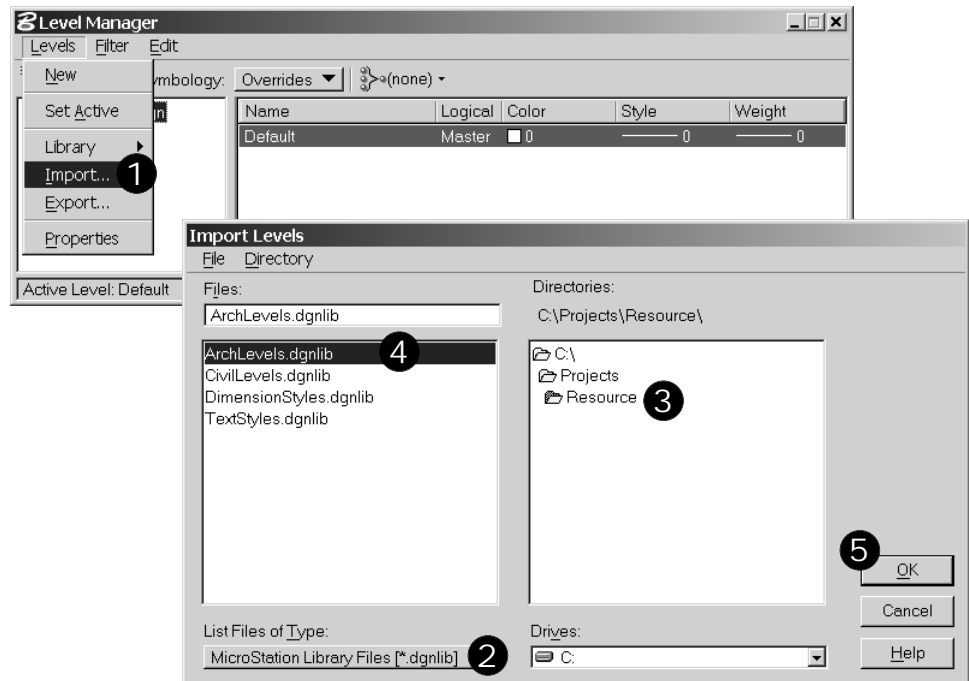 Level Manager
Levels Filter Edit
New
Set Active
Library
Import... 1
Export...
Properties
Overrides (none)
Name Logical Color Style Weight
Default Master 0 0 0
Active Level: Default
Import Levels
File Directory
Files:
ArchLevels.dgnlib
ArchLevels.dgnlib 4
CivilLevels.dgnlib
DimensionStyles.dgnlib
TextStyles.dgnlib
List Files of Type:
MicroStation Library Files [*.dgnlib] 2
Directories:
C:\Projects\Resource\
C:\
Projects
Resource 3
Drives:
C:
5
OK
Cancel
Help